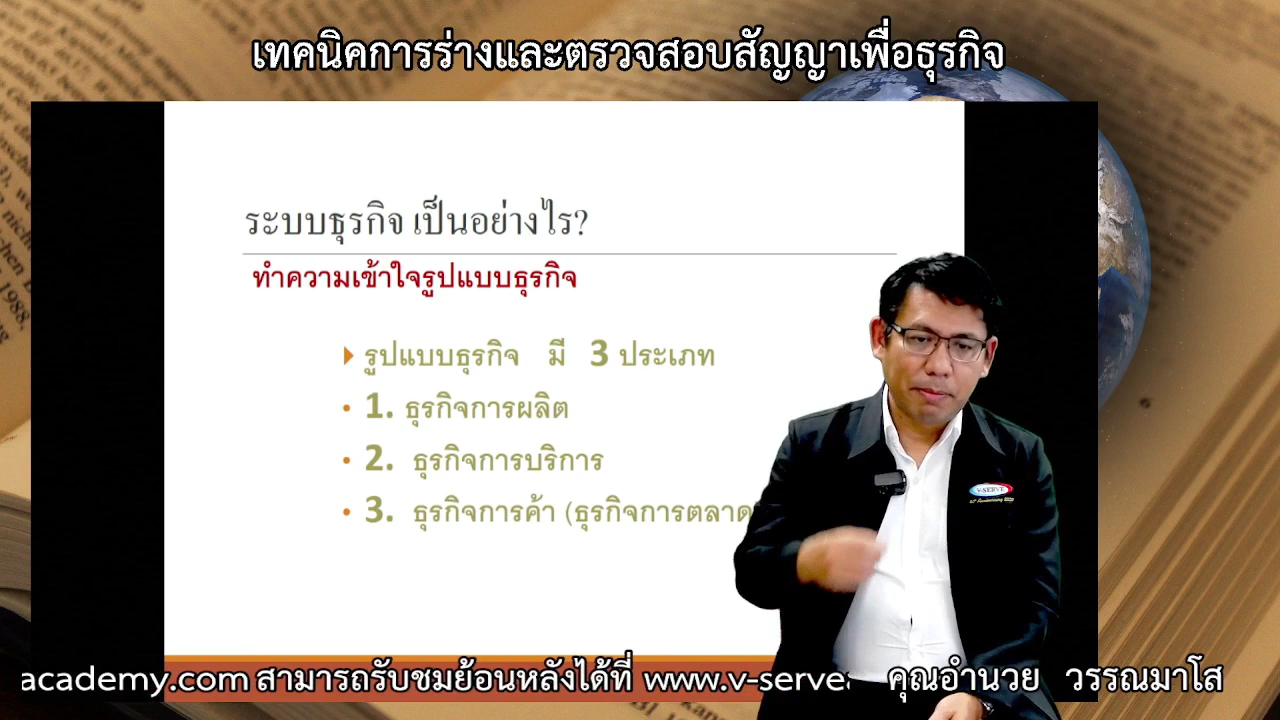 เทคนิคการร่างและตรวจสอบสัญญาเพื่อธุรกิจ
ระบบธุรกิจ เป็นอย่างไร?
ทำความเข้าใจรูปแบบธุรกิจ
รูปแบบธุรกิจ มี 3 ประเภท
1. ธุรกิจการผลิต
2. ธุรกิจการบริการ
3. ธุรกิจการค้า (ธุรกิจการตลาด
V-SERVE
academy.com สามารถรับชมย้อนหลังได้ที่ www.v-serve
คุณอำนวย วรรณมาโส